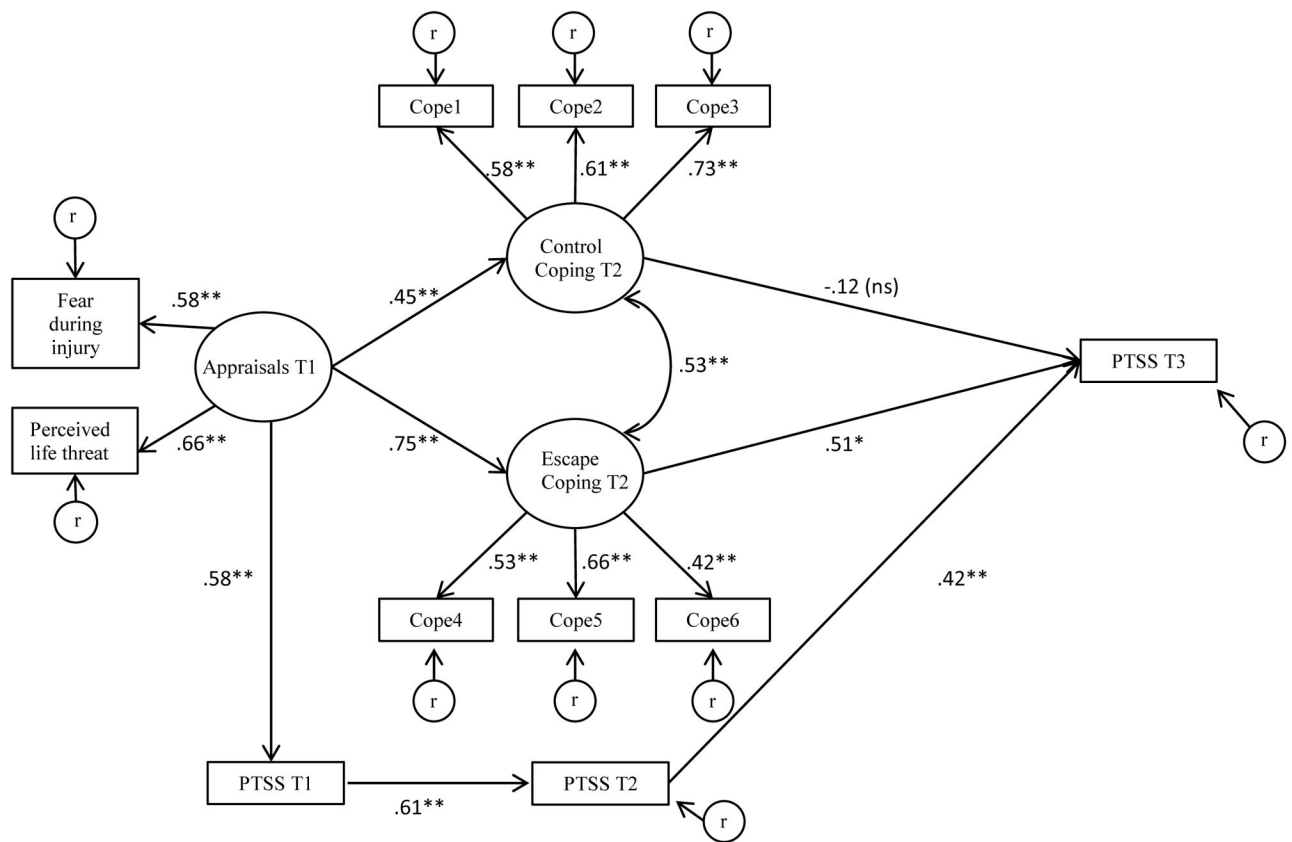 r
r
r
Cope1
Cope2
Cope3
.58**
.61**
.73**
r
Control
Coping T2
Fear
during
injury
.58**
.45**
-.12 (ns)
Appraisals T1
.53**
PTSS T3
Perceived
life threat
.66**
.75**
r
Escape
Coping T2
.51*
r
.53**
.66**
.42**
.58**
.42**
Cope4
Cope5
Cope6
r
r
r
PTSS T1
.61**
PTSS T2
r